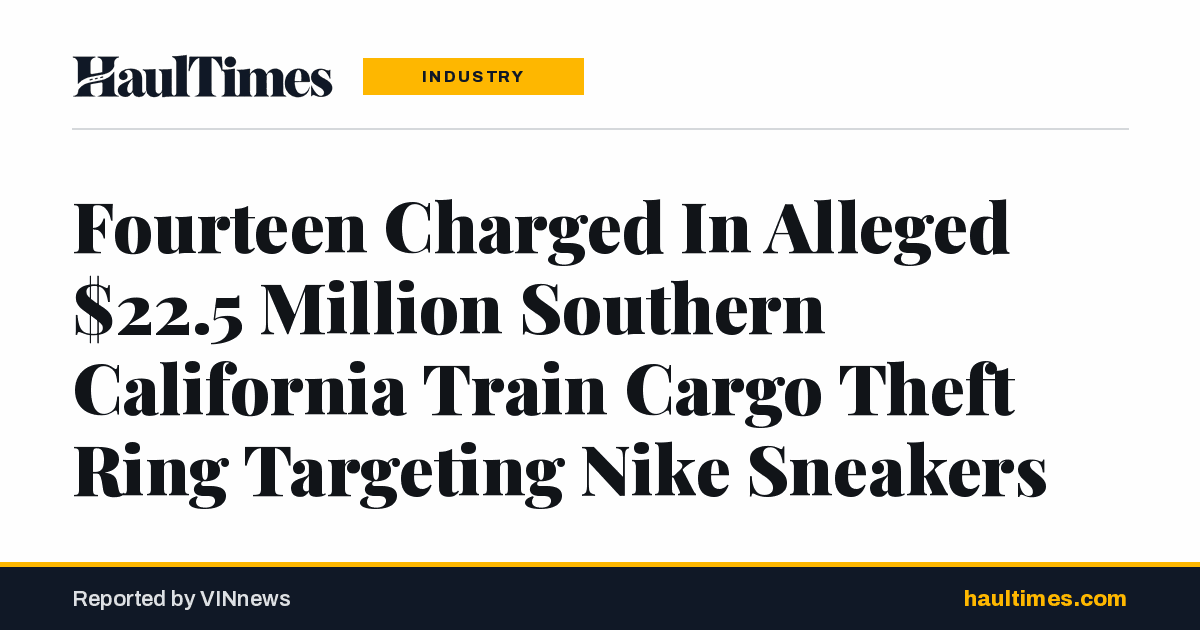 HaulTimes
INDUSTRY
Fourteen Charged In Alleged
$22.5 Million Southern
California Train Cargo Theft
Ring Targeting Nike Sneakers
Reported by VINnews
haultimes.com